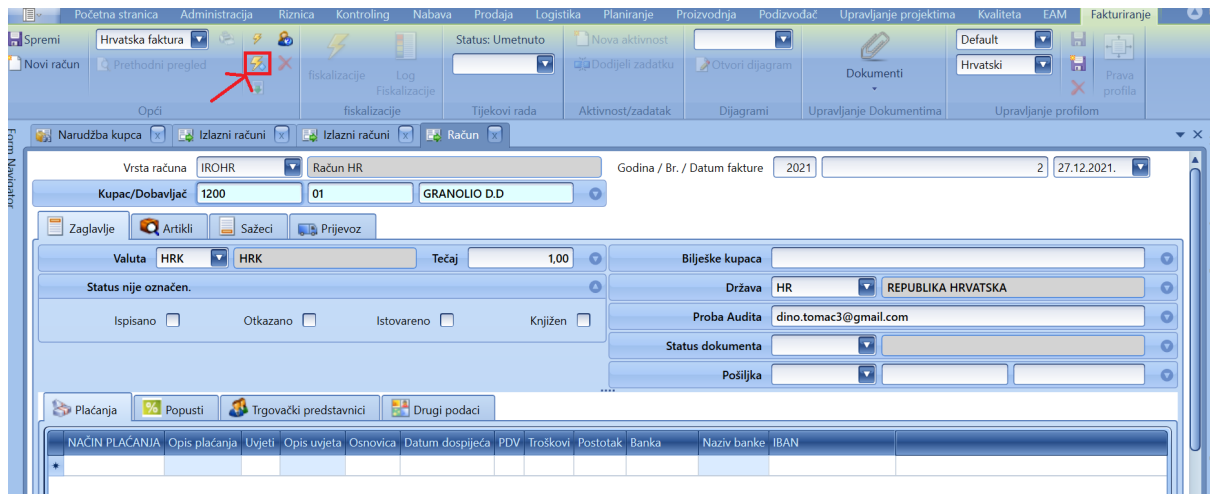 Početna stranica Administracija Riznica Kontroling Nabava Prodaja Logistika Planiranje Proizvodnja Podizvođač Upravljanje projektima Kvaliteta EAM Fakturiranje
Spremi Hrvatska faktura Status: Umetnuto Nova aktivnost Default
Novi račun Prethodni pregled fiskalizacije Log Fiskalizacije Dodijeli zadatku Otvori dijagram Dokumenti Hrvatski Prava profila
Opći fiskalizacije Tijekovi rada Aktivnost/zadatak Dijagrami Upravljanje Dokumentima Upravljanje profilom
Form Navigator
Narudžba kupca Izlazni računi Izlazni računi Račun
Vrsta računa IROHR Račun HR Godina / Br. / Datum fakture 2021 2 27.12.2021.
Kupac/Dobavljač 1200 01 GRANOLIO D.D
Zaglavlje Artikli Sažeci Prijevoz
Valuta HRK HRK Tečaj 1,00 Bilješke kupaca
Status nije označen. Država HR REPUBLIKA HRVATSKA
Ispisano Otkazano Istovareno Knjižen Proba Audita dino.tomac3@gmail.com
Status dokumenta
Pošiljka
Plaćanja Popusti Trgovački predstavnici Drugi podaci
NAČIN PLAĆANJA Opis plaćanja Uvjeti Opis uvjeta Osnovica Datum dospijeća PDV Troškovi Postotak Banka Naziv banke IBAN